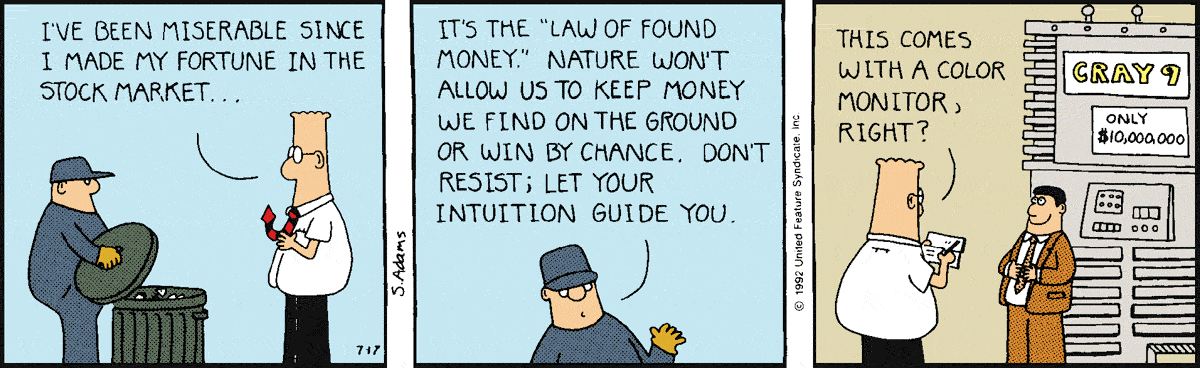 I'VE BEEN MISERABLE SINCE
I MADE MY FORTUNE IN THE
STOCK MARKET...
7-17
S. Adams
IT'S THE "LAW OF FOUND
MONEY." NATURE WON'T
ALLOW US TO KEEP MONEY
WE FIND ON THE GROUND
OR WIN BY CHANCE. DON'T
RESIST; LET YOUR
INTUITION GUIDE YOU.
© 1992 United Feature Syndicate, Inc.
THIS COMES
WITH A COLOR
MONITOR,
RIGHT?
CRAY 9
ONLY
$10,000,000